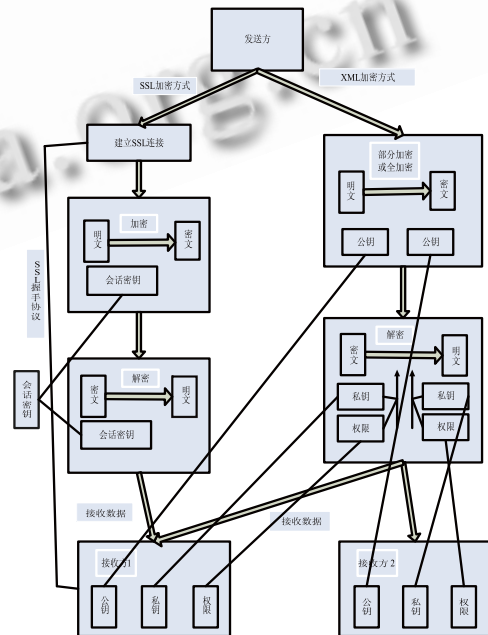 发送方
SSL加密方式
XML加密方式
建立SSL连接
部分加密
或全加密
明文
密文
公钥
公钥
加密
明文
密文
会话密钥
SSL握手协议
解密
密文
明文
私钥
私钥
权限
权限
解密
密文
明文
会话密钥
会话密钥
接收数据
接收数据
接收方1
公钥
私钥
权限
接收方 2
公钥
私钥
权限
a.org.cn